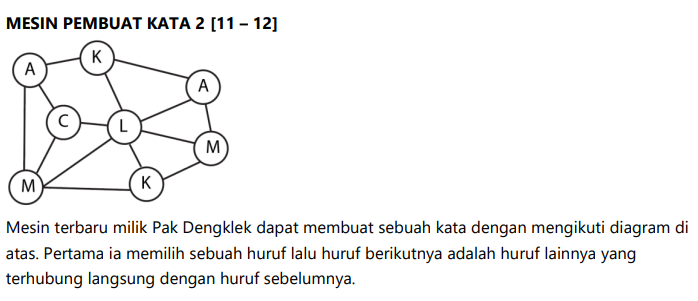 MESIN PEMBUAT KATA 2 [11 – 12]
K
A
A
C
L
M
M
K
Mesin terbaru milik Pak Dengklek dapat membuat sebuah kata dengan mengikuti diagram di
atas. Pertama ia memilih sebuah huruf lalu huruf berikutnya adalah huruf lainnya yang
terhubung langsung dengan huruf sebelumnya.